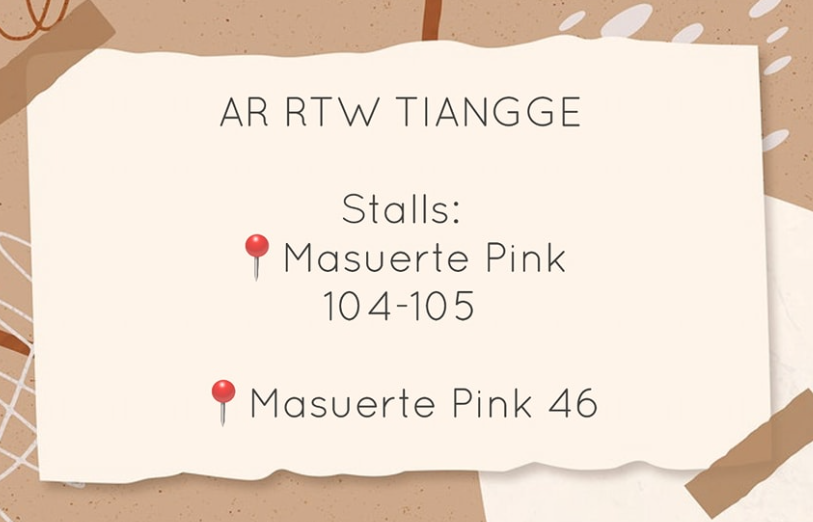 AR RTW TIANGGE
Stalls:
📍Masuerte Pink
104-105
📍Masuerte Pink 46